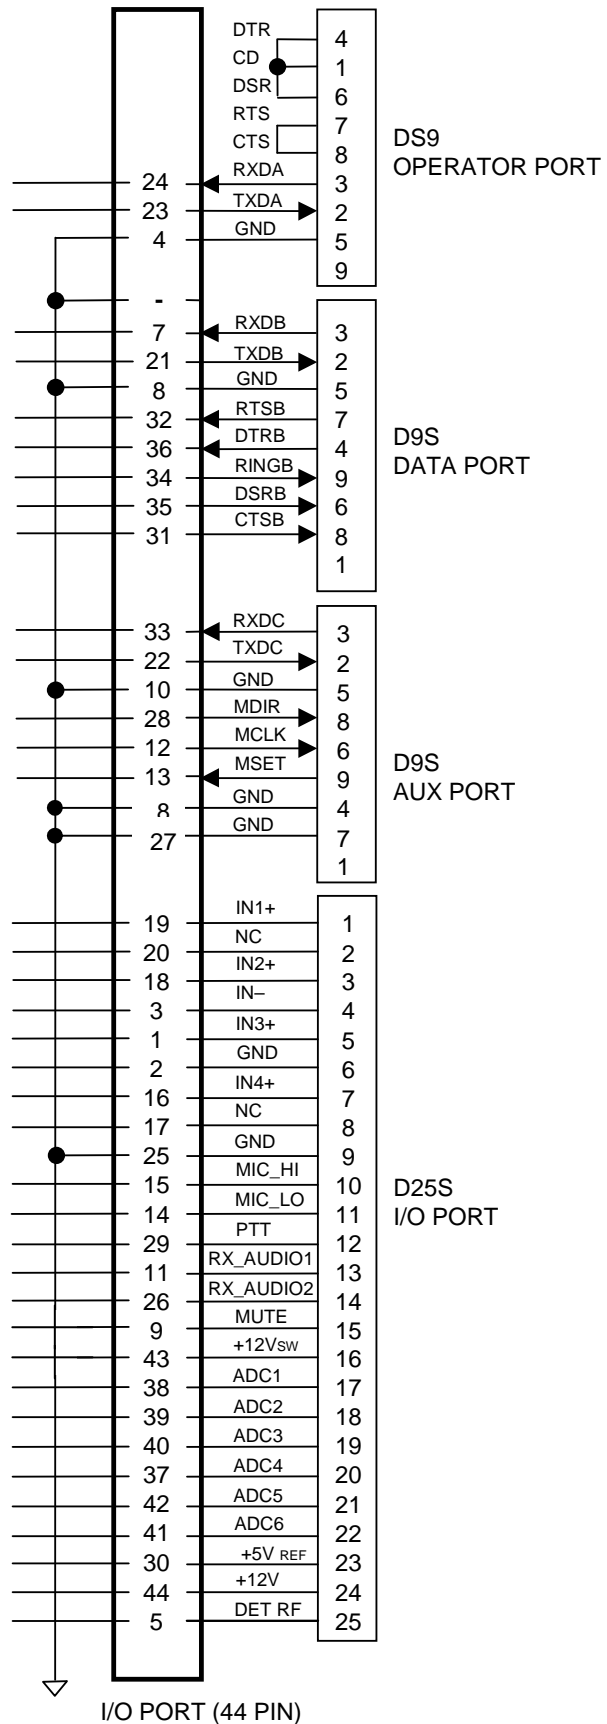 DTR 4
CD 1
DSR 6
RTS 7
CTS 8
24 RXDA 3
23 TXDA 2
4 GND 5
9
DS9
OPERATOR PORT
-
7 RXDB 3
21 TXDB 2
8 GND 5
32 RTSB 7
36 DTRB 4
34 RINGB 9
35 DSRB 6
31 CTSB 8
1
D9S
DATA PORT
33 RXDC 3
22 TXDC 2
10 GND 5
28 MDIR 8
12 MCLK 6
13 MSET 9
8 GND 4
27 GND 7
1
D9S
AUX PORT
19 IN1+ 1
20 NC 2
18 IN2+ 3
3 IN– 4
1 IN3+ 5
2 GND 6
16 IN4+ 7
17 NC 8
25 GND 9
15 MIC_HI 10
14 MIC_LO 11
29 PTT 12
11 RX_AUDIO1 13
26 RX_AUDIO2 14
9 MUTE 15
43 +12VSW 16
38 ADC1 17
39 ADC2 18
40 ADC3 19
37 ADC4 20
42 ADC5 21
41 ADC6 22
30 +5V REF 23
44 +12V 24
5 DET RF 25
D25S
I/O PORT
I/O PORT (44 PIN)